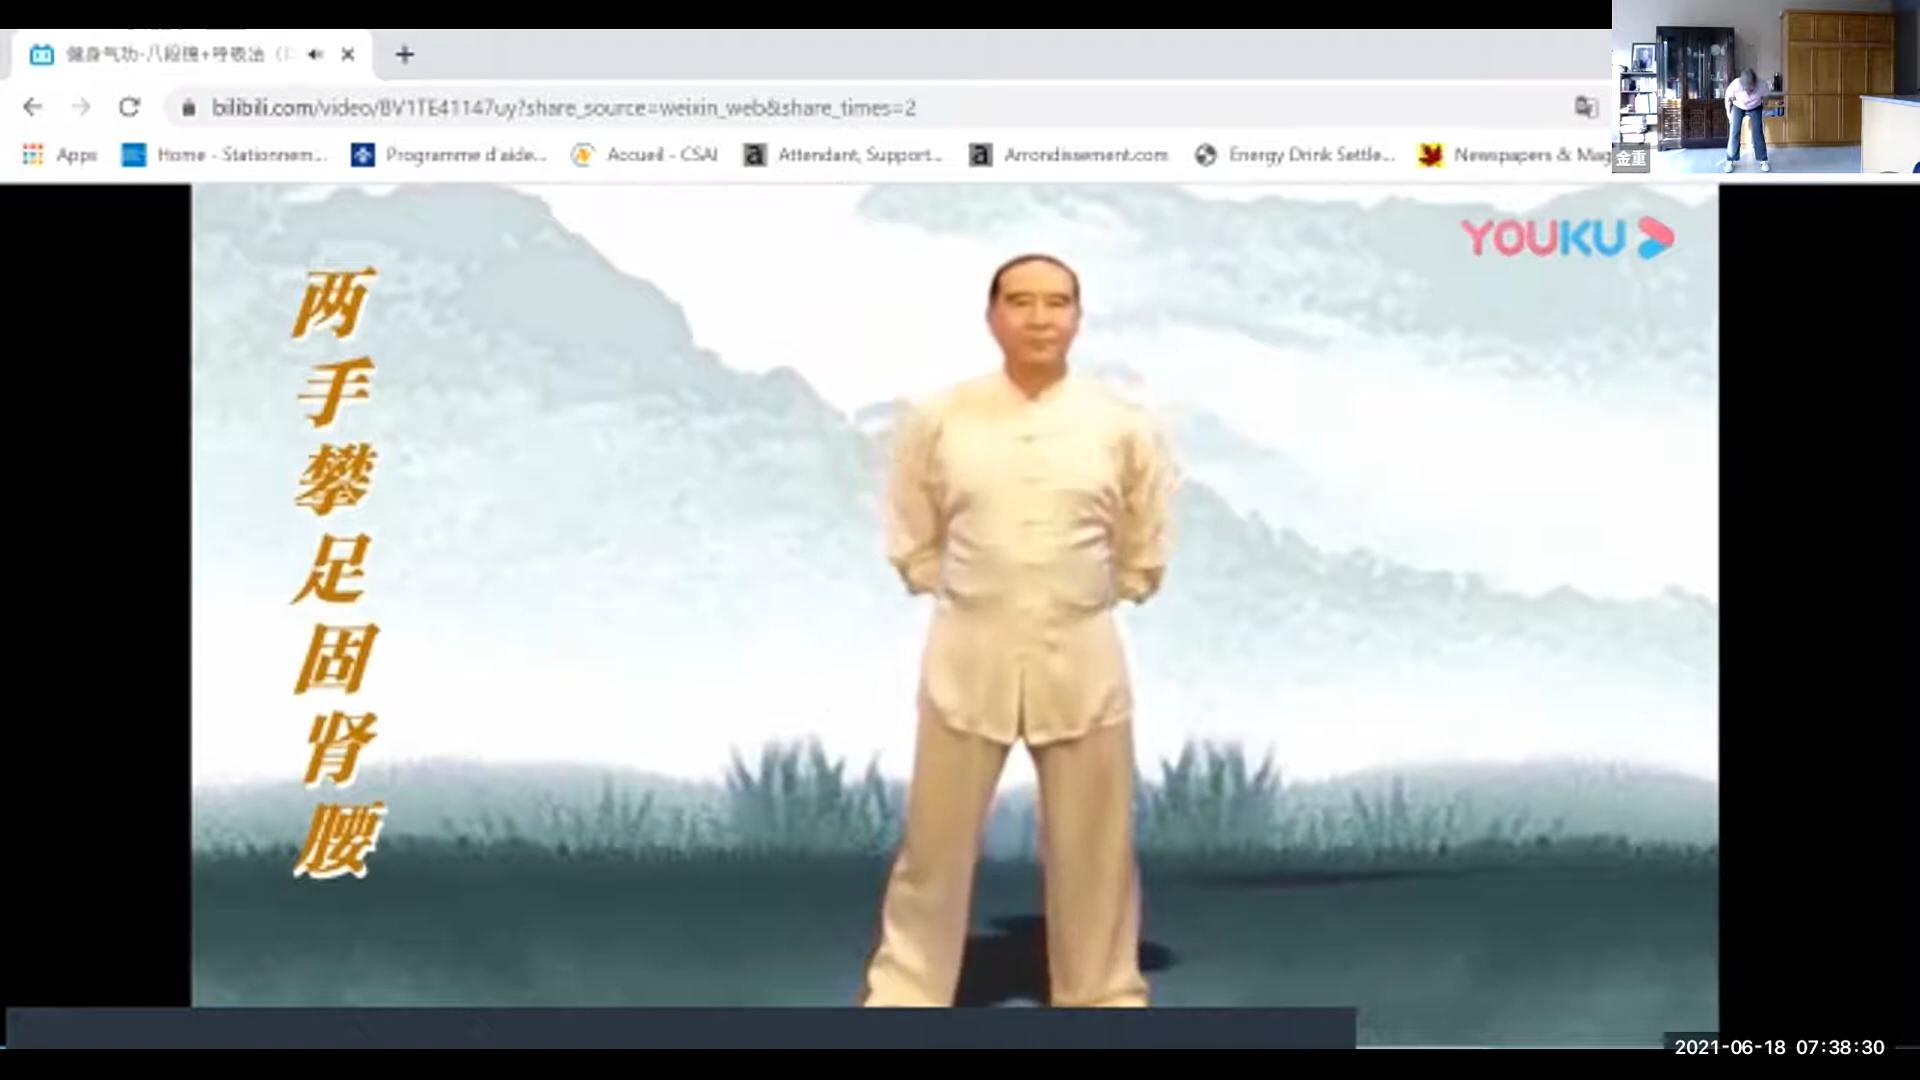 健身气功-八段锦+呼吸法（口
bilibili.com/video/BV1TE41147uy?share_source=weixin_web&share_times=2
Apps
Home - Stationnem...
Programme d'aide...
Accueil - CSAI
Attendant, Support...
Arrondissement.com
Energy Drink Settle...
Newspapers & Mag
金重
YOUKU
两手攀足固肾腰
2021-06-18 07:38:30